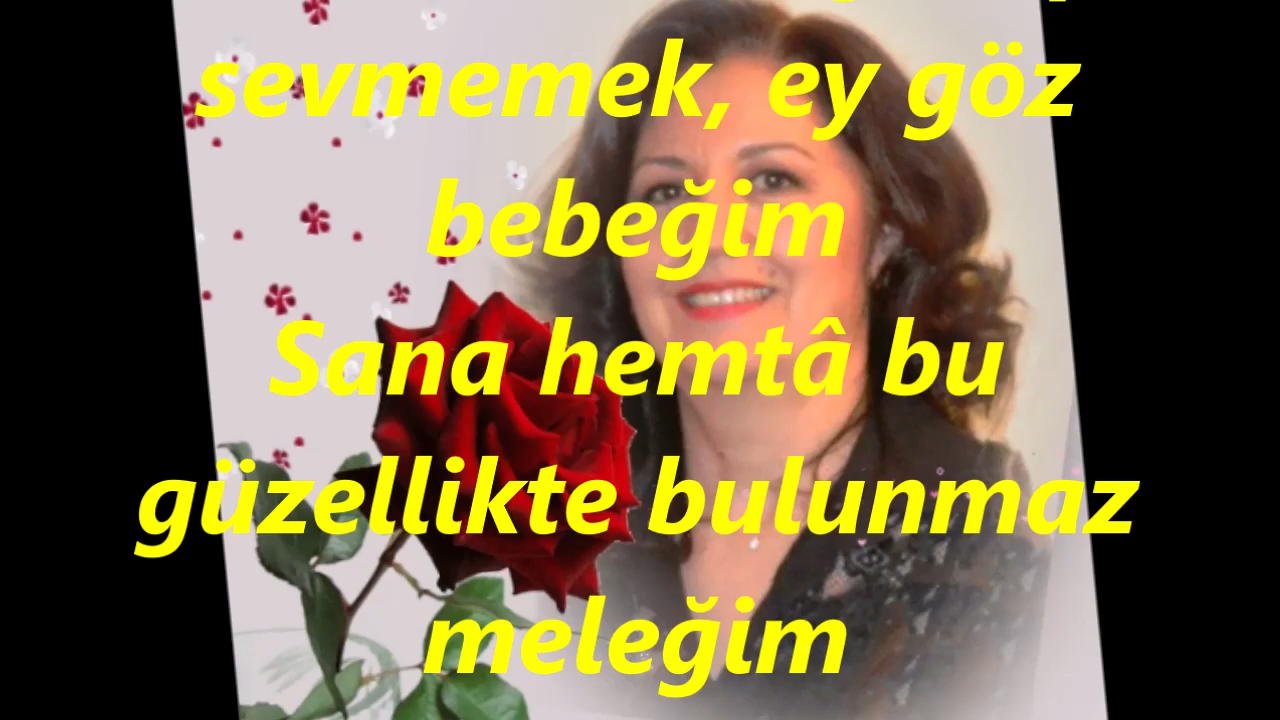 sevmemek, ey göz
bebeğim
Sana hemtâ bu
güzellikte bulunmaz
meleğim